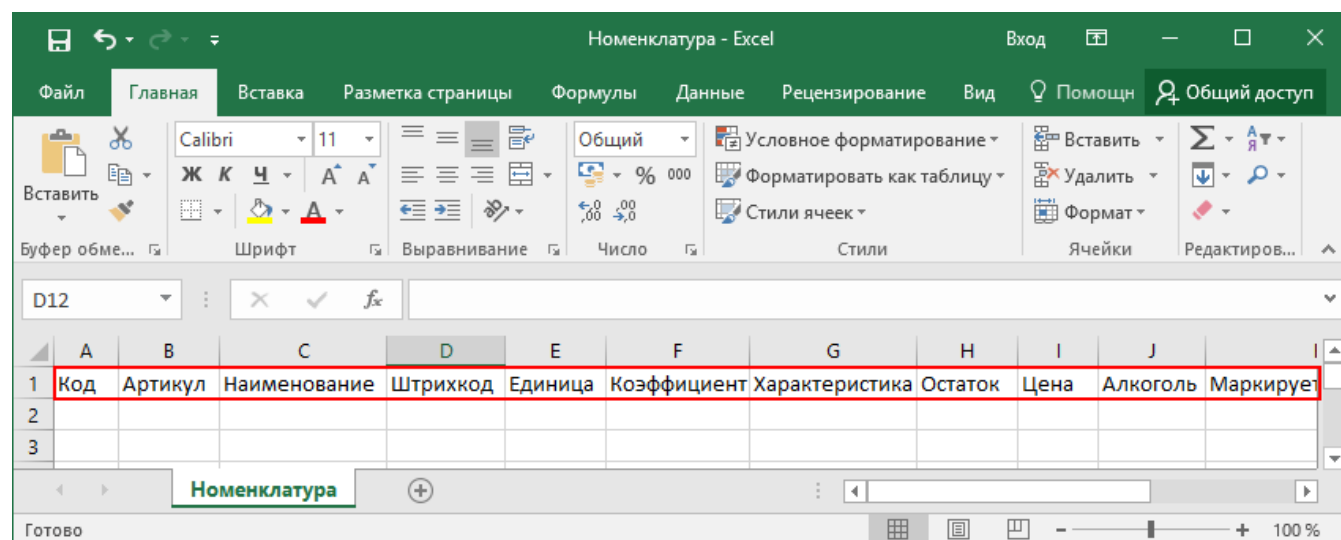 Номенклатура - Excel Вход
Файл Главная Вставка Разметка страницы Формулы Данные Рецензирование Вид Помощн Общий доступ
Вставить Calibri 11 Общий Условное форматирование Вставить
Ж К Ч % 000 Форматировать как таблицу Удалить
Стили ячеек Формат
Буфер обме... Шрифт Выравнивание Число Стили Ячейки Редактиров...
D12 fx
A B C D E F G H I J
1 Код Артикул Наименование Штрихкод Единица Коэффициент Характеристика Остаток Цена Алкоголь Маркирует
2
3
Номенклатура
Готово 100 %